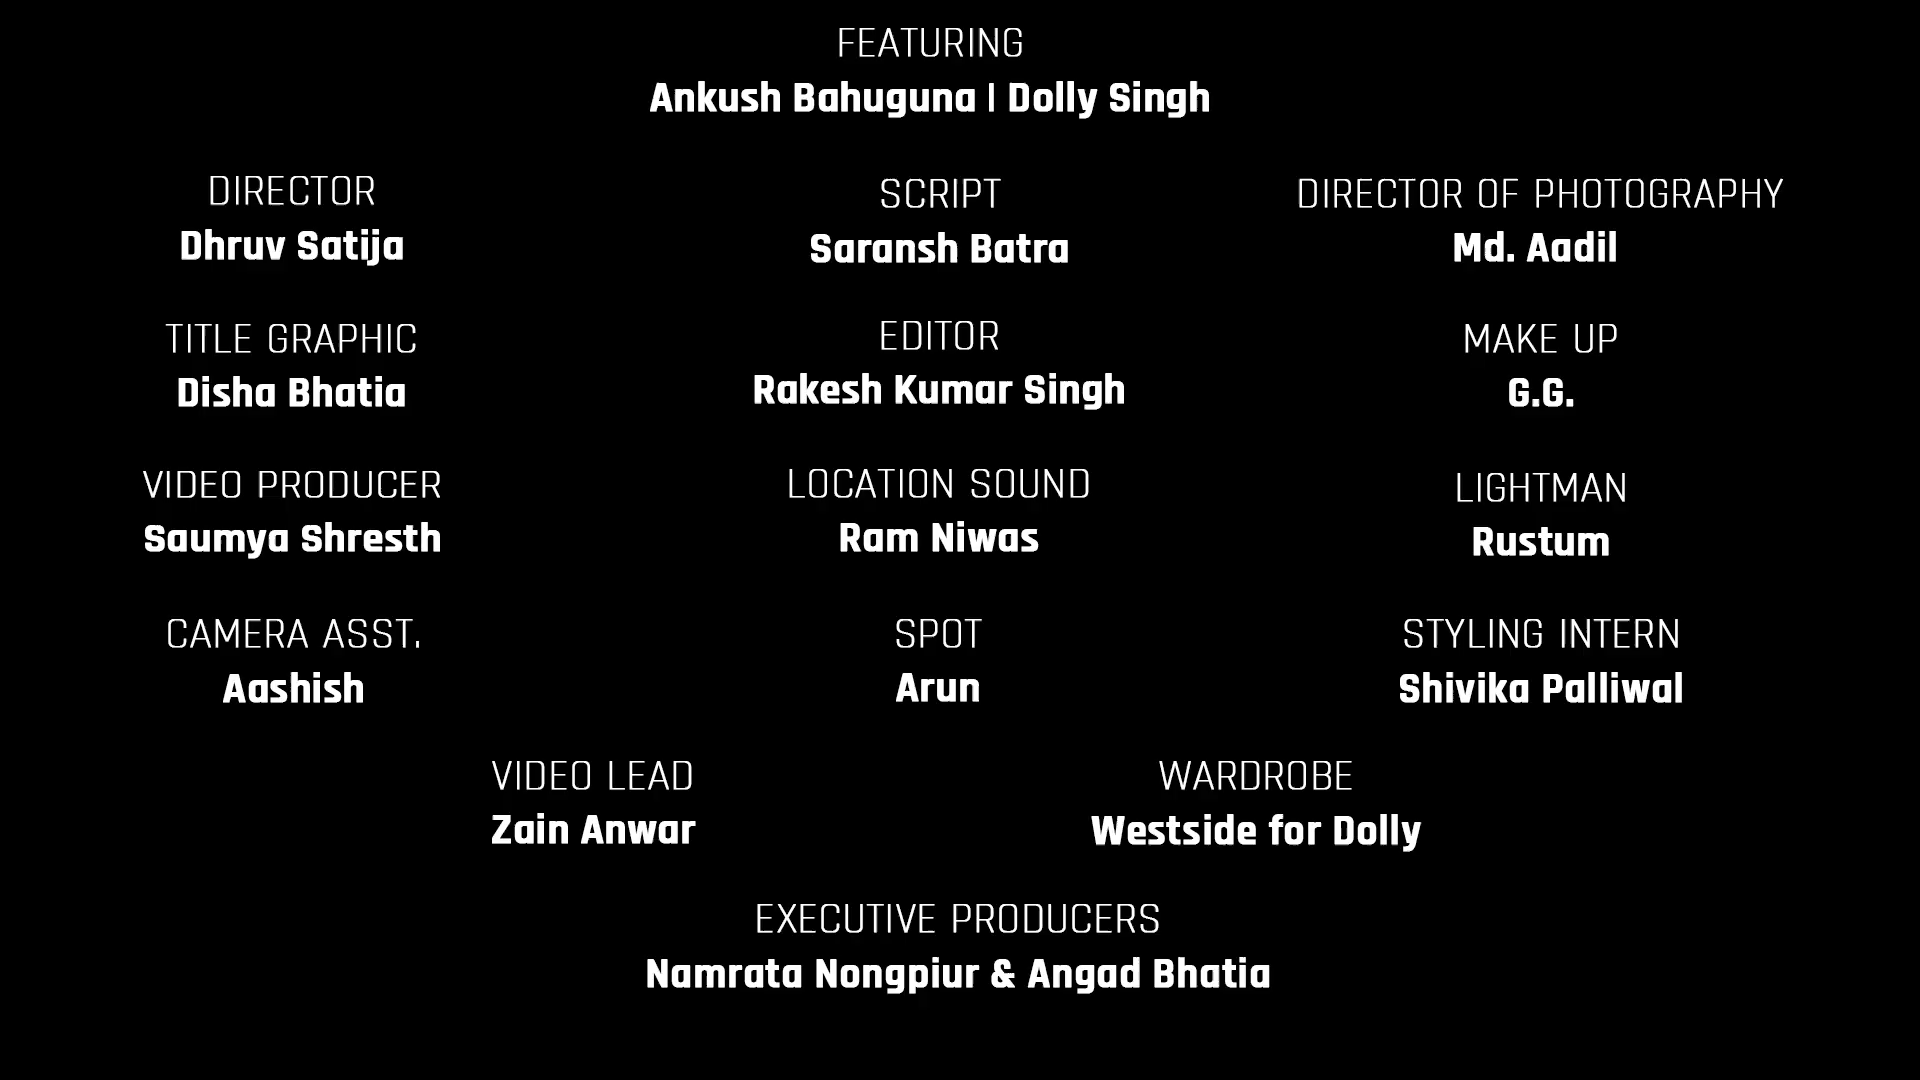 FEATURING
Ankush Bahuguna | Dolly Singh
DIRECTOR
Dhruv Satija
SCRIPT
Saransh Batra
DIRECTOR OF PHOTOGRAPHY
Md. Aadil
TITLE GRAPHIC
Disha Bhatia
EDITOR
Rakesh Kumar Singh
MAKE UP
G.G.
VIDEO PRODUCER
Saumya Shresth
LOCATION SOUND
Ram Niwas
LIGHTMAN
Rustum
CAMERA ASST.
Aashish
SPOT
Arun
STYLING INTERN
Shivika Palliwal
VIDEO LEAD
Zain Anwar
WARDROBE
Westside for Dolly
EXECUTIVE PRODUCERS
Namrata Nongpiur & Angad Bhatia